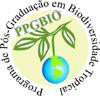 Programa de Pós-Graduação em Biodiversidade Tropical
PPGBIO